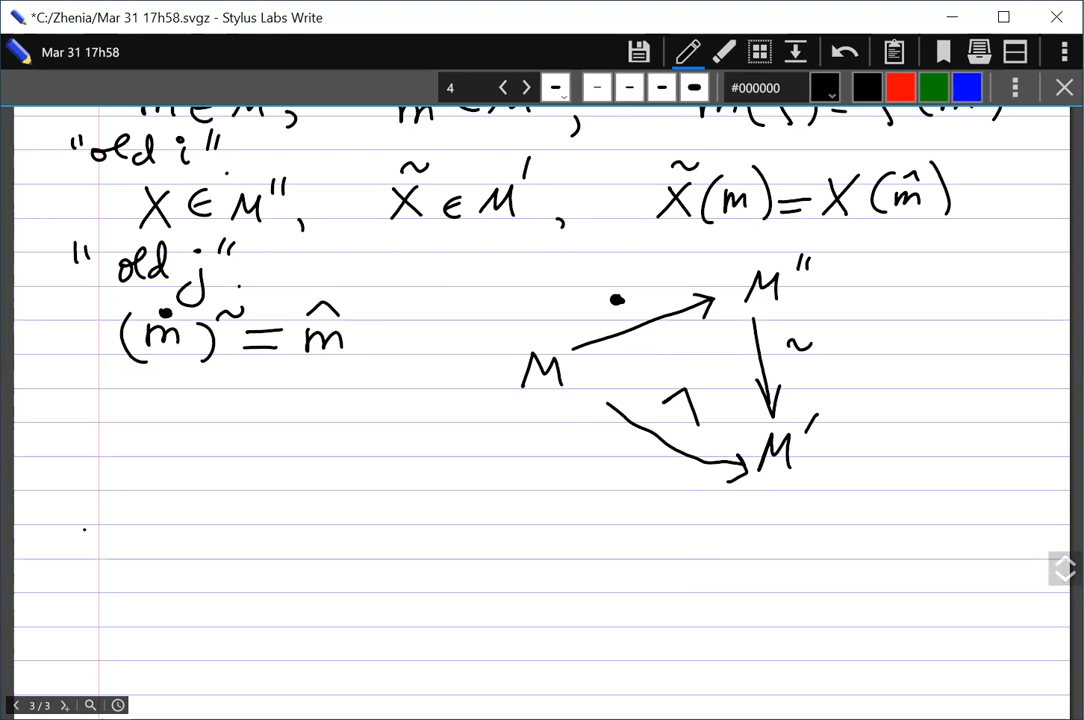 *C:/Zhenia/Mar 31 17h58.svgz - Stylus Labs Write
Mar 31 17h58
4 #000000
"old i"
X ∈ M'', X̃ ∈ M', X̃(m) = X(m̂)
"old j"
(ṁ)~ = m̂
M''
~
M
^
M'
3/3